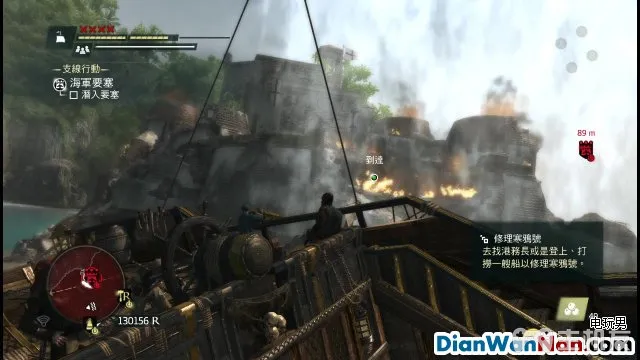 支線行動
海軍要塞
潛入要塞
到達
89 m
修理寒鴉號
去找港務長或是登上、打
撈一艘船以修理寒鴉號。
130156 R
电玩男
DianWanNan.com